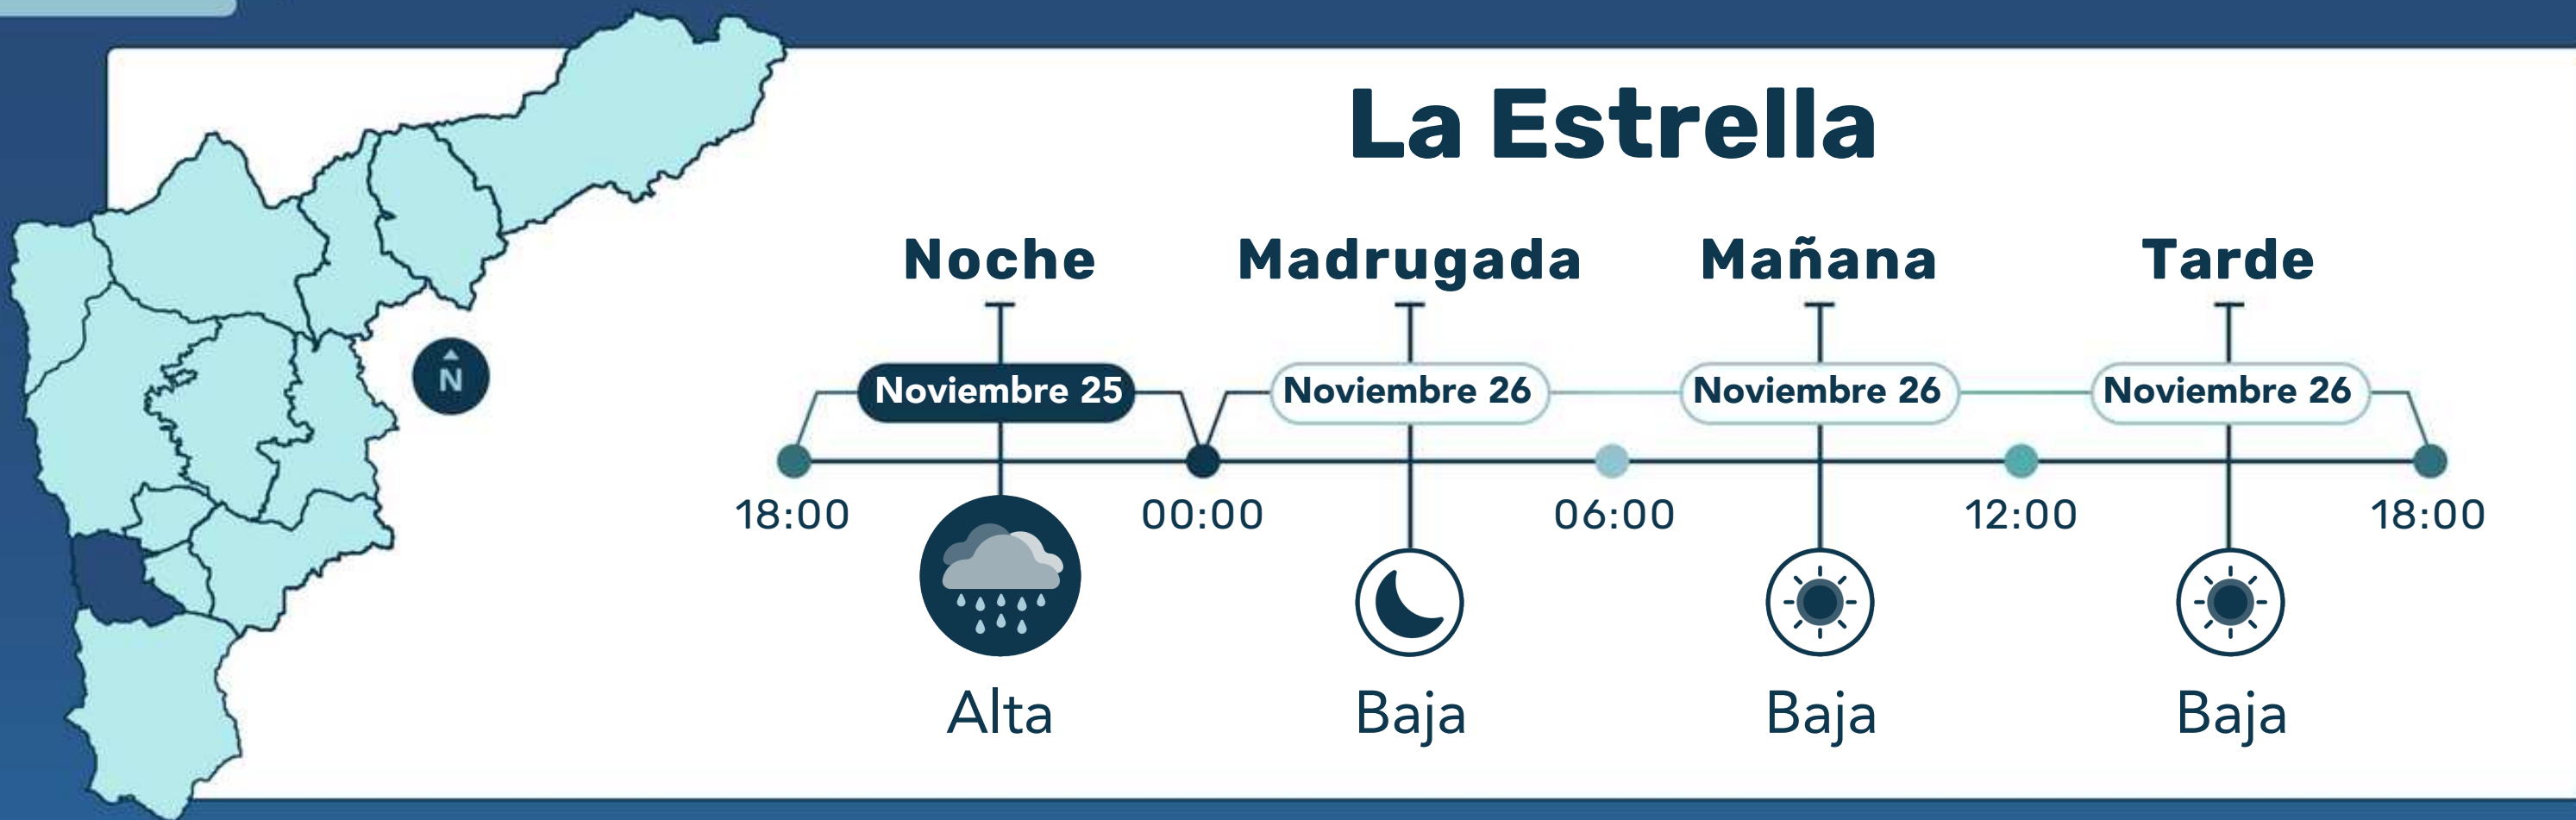 La Estrella
Noche Madrugada Mañana Tarde
N
Noviembre 25 Noviembre 26 Noviembre 26 Noviembre 26
18:00 00:00 06:00 12:00 18:00
Alta Baja Baja Baja